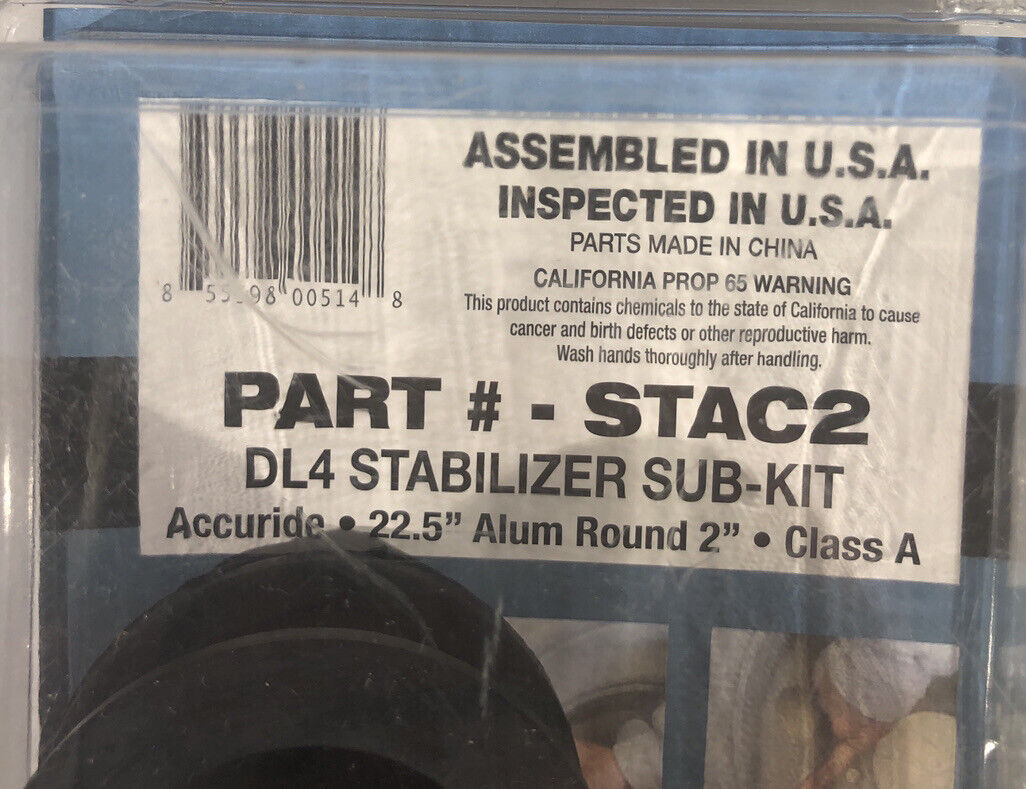 ASSEMBLED IN U.S.A.
INSPECTED IN U.S.A.
PARTS MADE IN CHINA
CALIFORNIA PROP 65 WARNING
This product contains chemicals to the state of California to cause
cancer and birth defects or other reproductive harm.
Wash hands thoroughly after handling.
8 00514 8
PART # - STAC2
DL4 STABILIZER SUB-KIT
Accuride • 22.5” Alum Round 2” • Class A